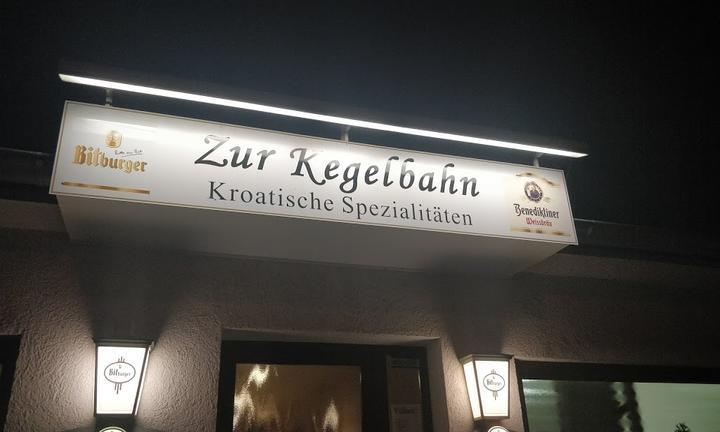 Bitburger
Zur Kegelbahn
Kroatische Spezialitäten
Benediktiner
Weissbräu
Bitburger
Bitburger